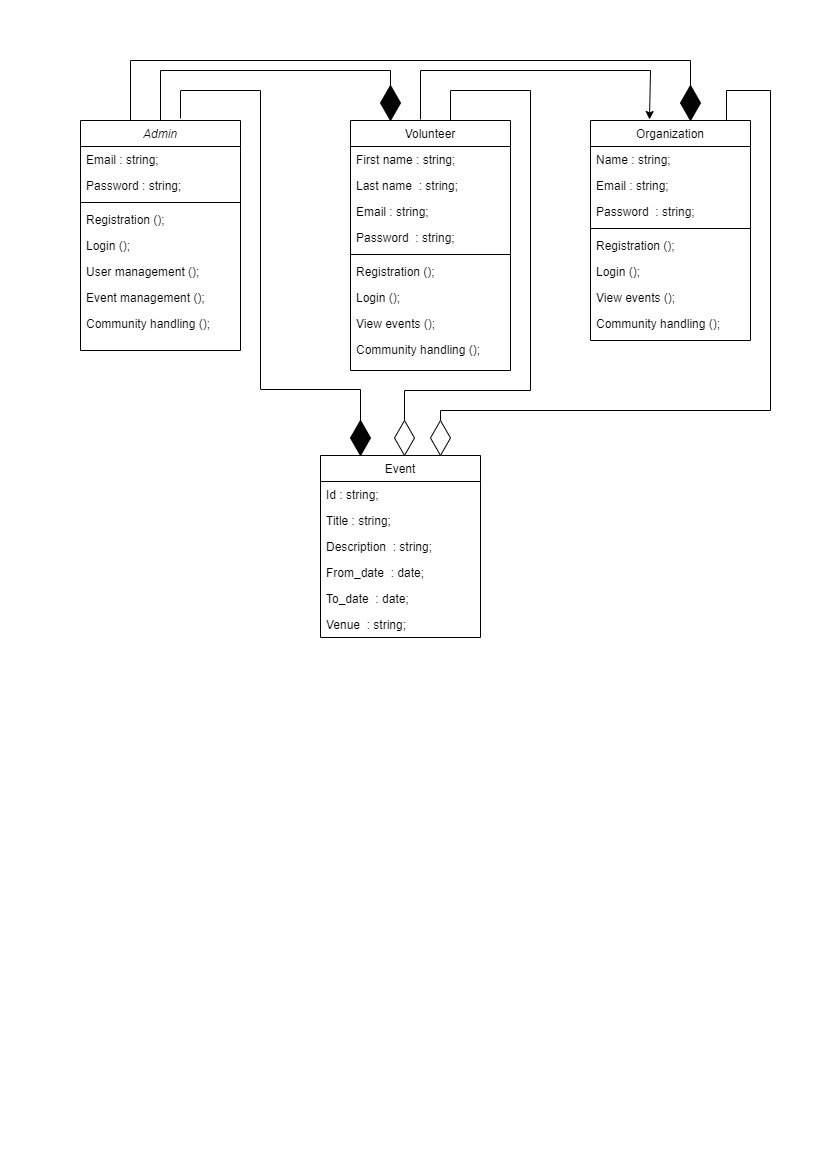 Admin
Email : string;
Password : string;
Registration ();
Login ();
User management ();
Event management ();
Community handling ();
Volunteer
First name : string;
Last name  : string;
Email : string;
Password  : string;
Registration ();
Login ();
View events ();
Community handling ();
Organization
Name : string;
Email : string;
Password  : string;
Registration ();
Login ();
View events ();
Community handling ();
Event
Id : string;
Title : string;
Description  : string;
From_date  : date;
To_date  : date;
Venue  : string;